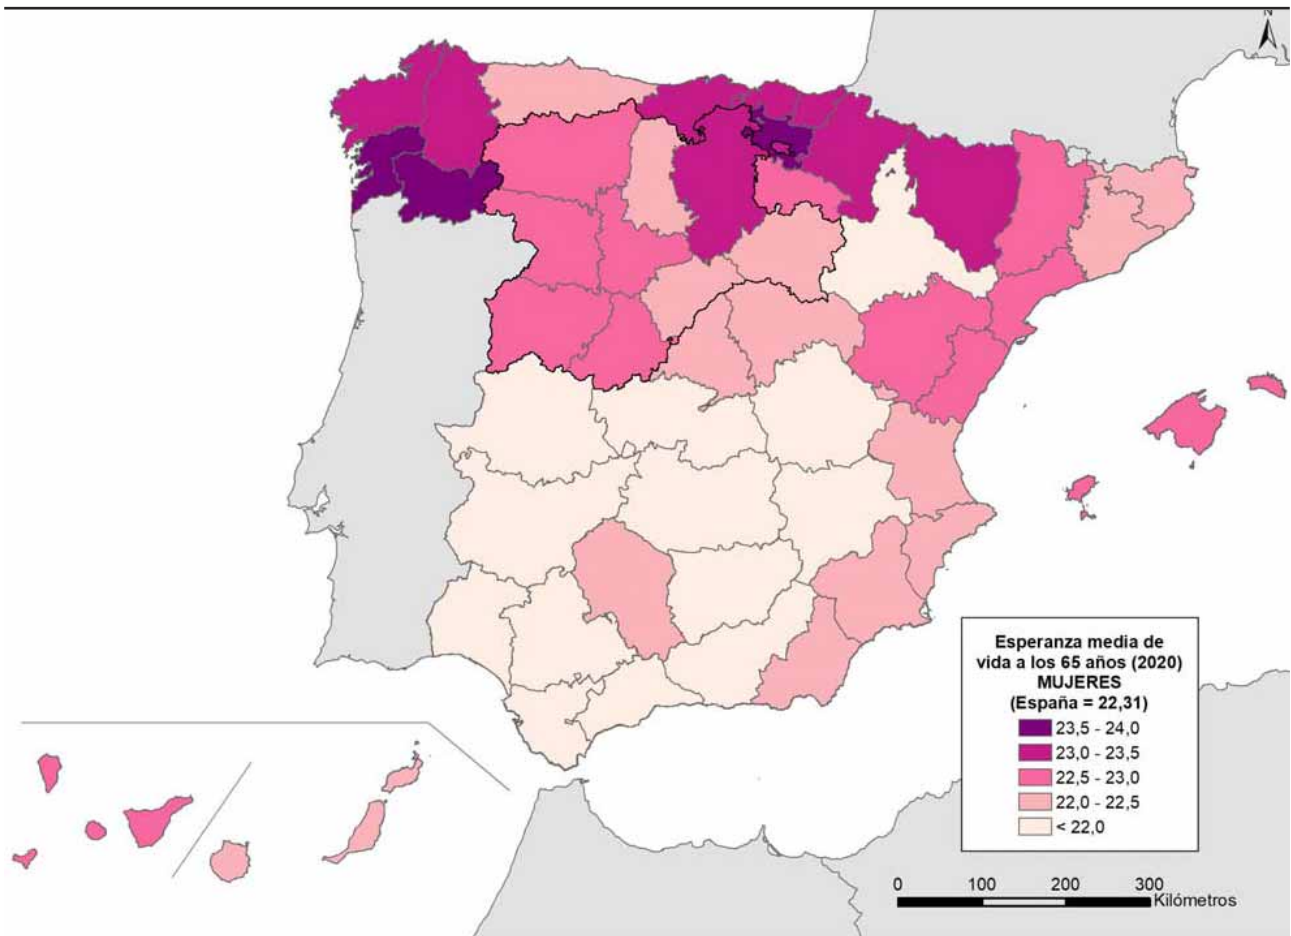 N
Esperanza media de
vida a los 65 años (2020)
MUJERES
(España = 22,31)
23,5 - 24,0
23,0 - 23,5
22,5 - 23,0
22,0 - 22,5
< 22,0
0 100 200 300
Kilómetros